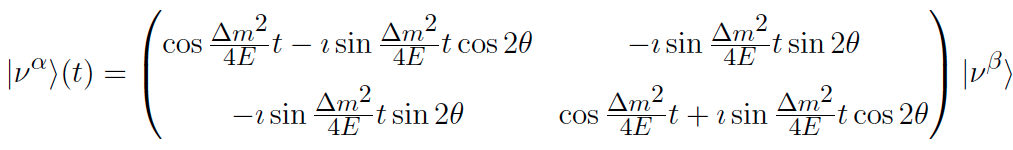 |ν^α⟩(t) = ( cos Δm²/4E t − ı sin Δm²/4E t cos 2θ   −ı sin Δm²/4E t sin 2θ
−ı sin Δm²/4E t sin 2θ   cos Δm²/4E t + ı sin Δm²/4E t cos 2θ ) |ν^β⟩